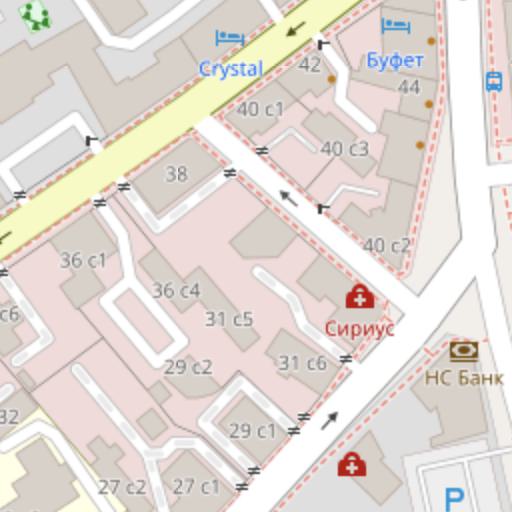 Crystal
42
Буфет
44
40 с1
40 с3
38
40 с2
36 с1
36 с4
с6
31 с5
Сириус
29 с2
31 с6
НС Банк
32
29 с1
27 с2
27 с1
P